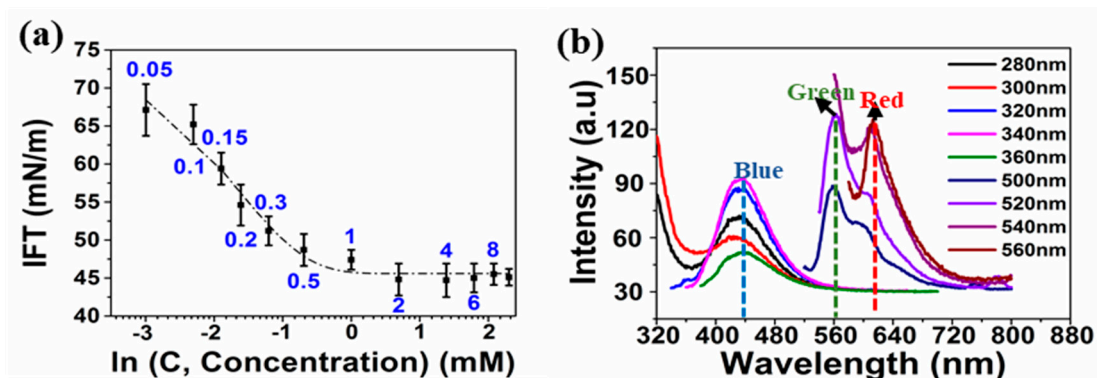 (a)
IFT (mN/m)
75
70
65
60
55
50
45
40
0.05
0.15
0.1
0.3
0.2
0.5
1
2
4
6
8
-3 -2 -1 0 1 2
ln (C, Concentration) (mM)
(b)
Intensity (a.u)
150
120
90
60
30
Green
Red
Blue
280nm
300nm
320nm
340nm
360nm
500nm
520nm
540nm
560nm
320 400 480 560 640 720 800 880
Wavelength (nm)